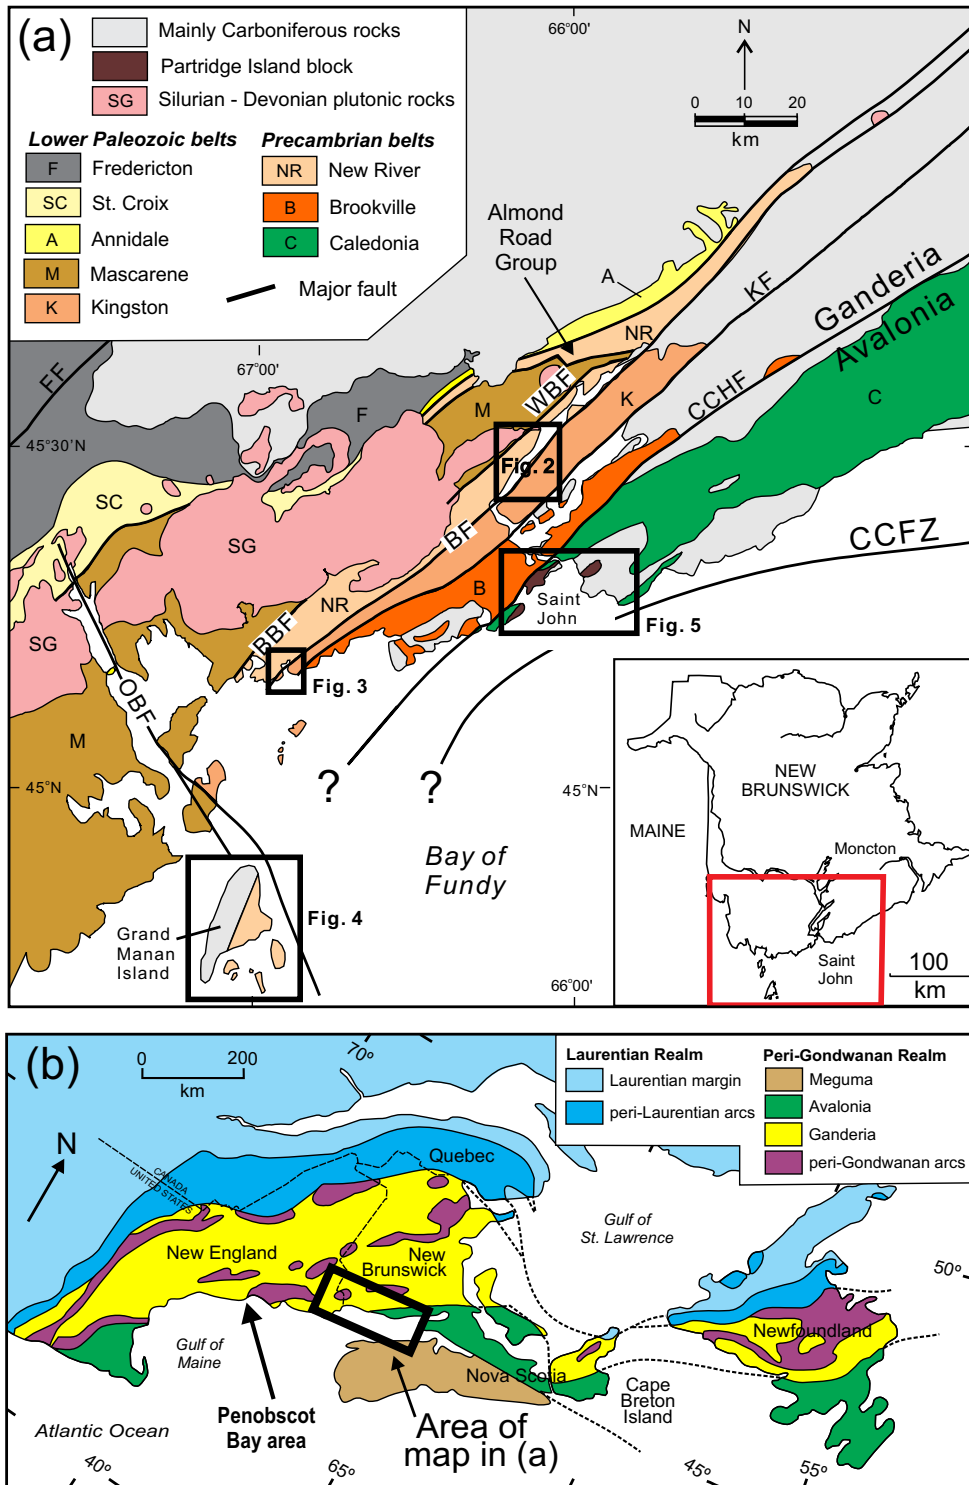 (a)
Mainly Carboniferous rocks
Partridge Island block
SG Silurian - Devonian plutonic rocks
Lower Paleozoic belts
Precambrian belts
F Fredericton
NR New River
SC St. Croix
B Brookville
A Annidale
C Caledonia
M Mascarene
K Kingston
Major fault
66°00'
N
0 10 20
km
Almond
Road
Group
A
NR
KF
Ganderia
Avalonia
67°00'
FF
F
M
WBF
K
CCHF
C
45°30'N
Fig. 2
SC
SG
BF
CCFZ
NR
B
Saint
John
Fig. 5
SG
BBF
Fig. 3
OBF
M
45°N
?
?
45°N
Bay of
Fundy
Fig. 4
Grand
Manan
Island
66°00'
NEW
BRUNSWICK
MAINE
Moncton
Saint
John
100
km
(b)
0 200
km
70°
N
CANADA
UNITED STATES
Quebec
Laurentian Realm
Laurentian margin
peri-Laurentian arcs
Peri-Gondwanan Realm
Meguma
Avalonia
Ganderia
peri-Gondwanan arcs
Gulf of
St. Lawrence
New England
New
Brunswick
50°
Newfoundland
Gulf of
Maine
Nova Scotia
Cape
Breton
Island
Penobscot
Bay area
Area of
map in (a)
Atlantic Ocean
40°
65°
45°
55°